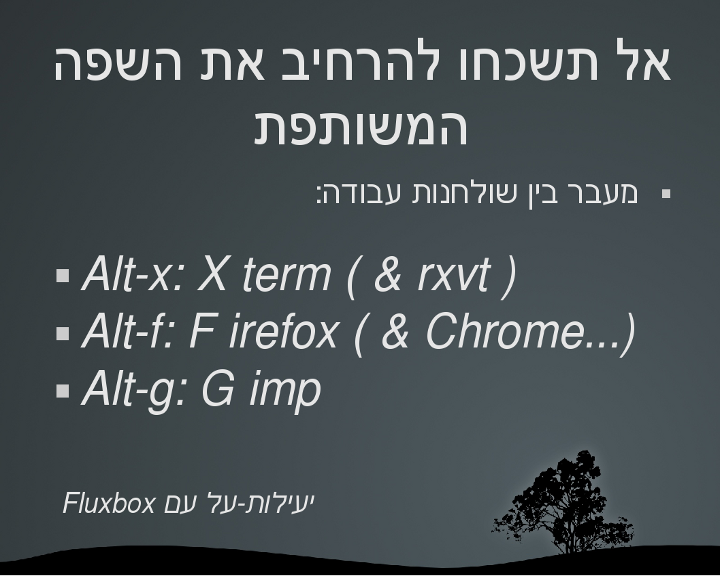 אל תשכחו להרחיב את השפה
המשותפת
▪ מעבר בין שולחנות עבודה:
▪ Alt-x: X term ( & rxvt )
▪ Alt-f: F irefox ( & Chrome...)
▪ Alt-g: G imp
יעילות-על עם Fluxbox